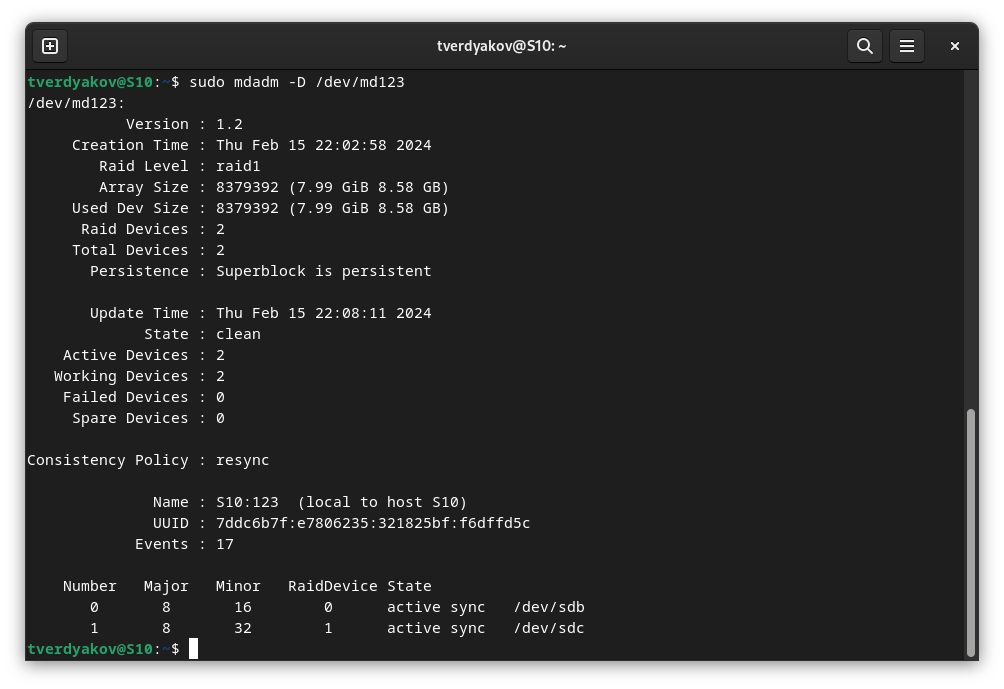 tverdyakov@S10: ~
tverdyakov@S10:~$ sudo mdadm -D /dev/md123
/dev/md123:
Version : 1.2
Creation Time : Thu Feb 15 22:02:58 2024
Raid Level : raid1
Array Size : 8379392 (7.99 GiB 8.58 GB)
Used Dev Size : 8379392 (7.99 GiB 8.58 GB)
Raid Devices : 2
Total Devices : 2
Persistence : Superblock is persistent
Update Time : Thu Feb 15 22:08:11 2024
State : clean
Active Devices : 2
Working Devices : 2
Failed Devices : 0
Spare Devices : 0
Consistency Policy : resync
Name : S10:123  (local to host S10)
UUID : 7ddc6b7f:e7806235:321825bf:f6dffd5c
Events : 17
Number   Major   Minor   RaidDevice State
0       8       16        0      active sync   /dev/sdb
1       8       32        1      active sync   /dev/sdc
tverdyakov@S10:~$